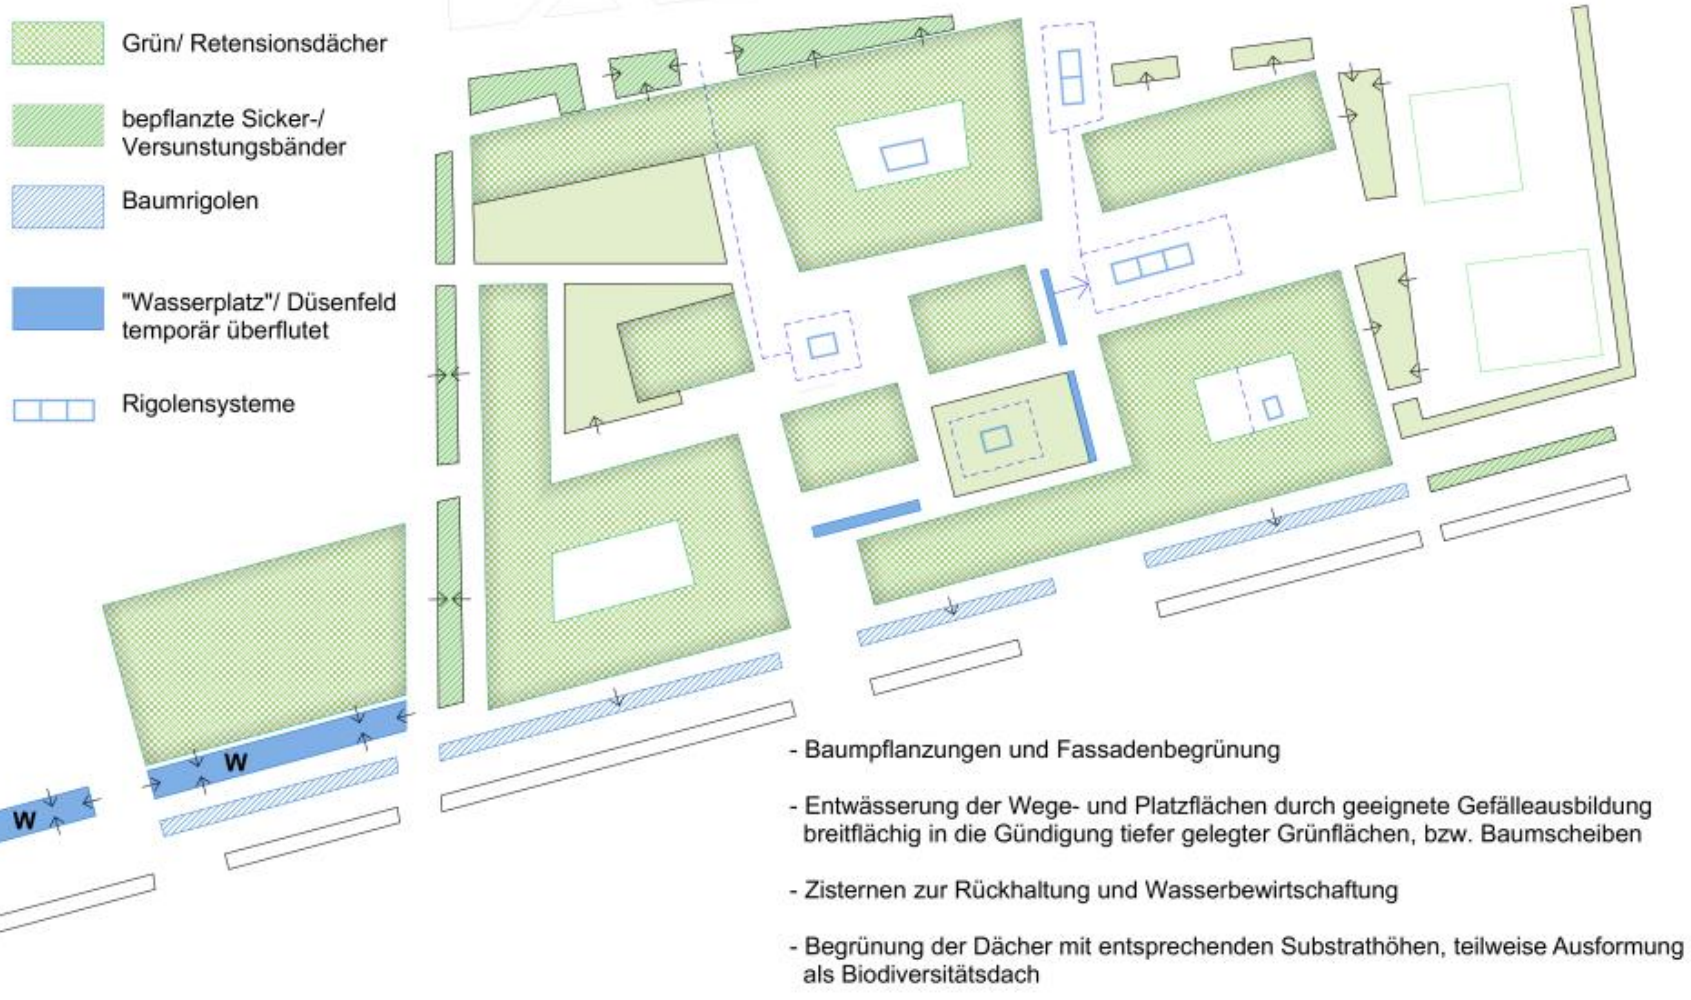 Grün/ Retensionsdächer
bepflanzte Sicker-/
Versunstungsbänder
Baumrigolen
"Wasserplatz"/ Düsenfeld
temporär überflutet
Rigolensysteme
W
W
- Baumpflanzungen und Fassadenbegrünung
- Entwässerung der Wege- und Platzflächen durch geeignete Gefälleausbildung
breitflächig in die Gündigung tiefer gelegter Grünflächen, bzw. Baumscheiben
- Zisternen zur Rückhaltung und Wasserbewirtschaftung
- Begrünung der Dächer mit entsprechenden Substrathöhen, teilweise Ausformung
als Biodiversitätsdach